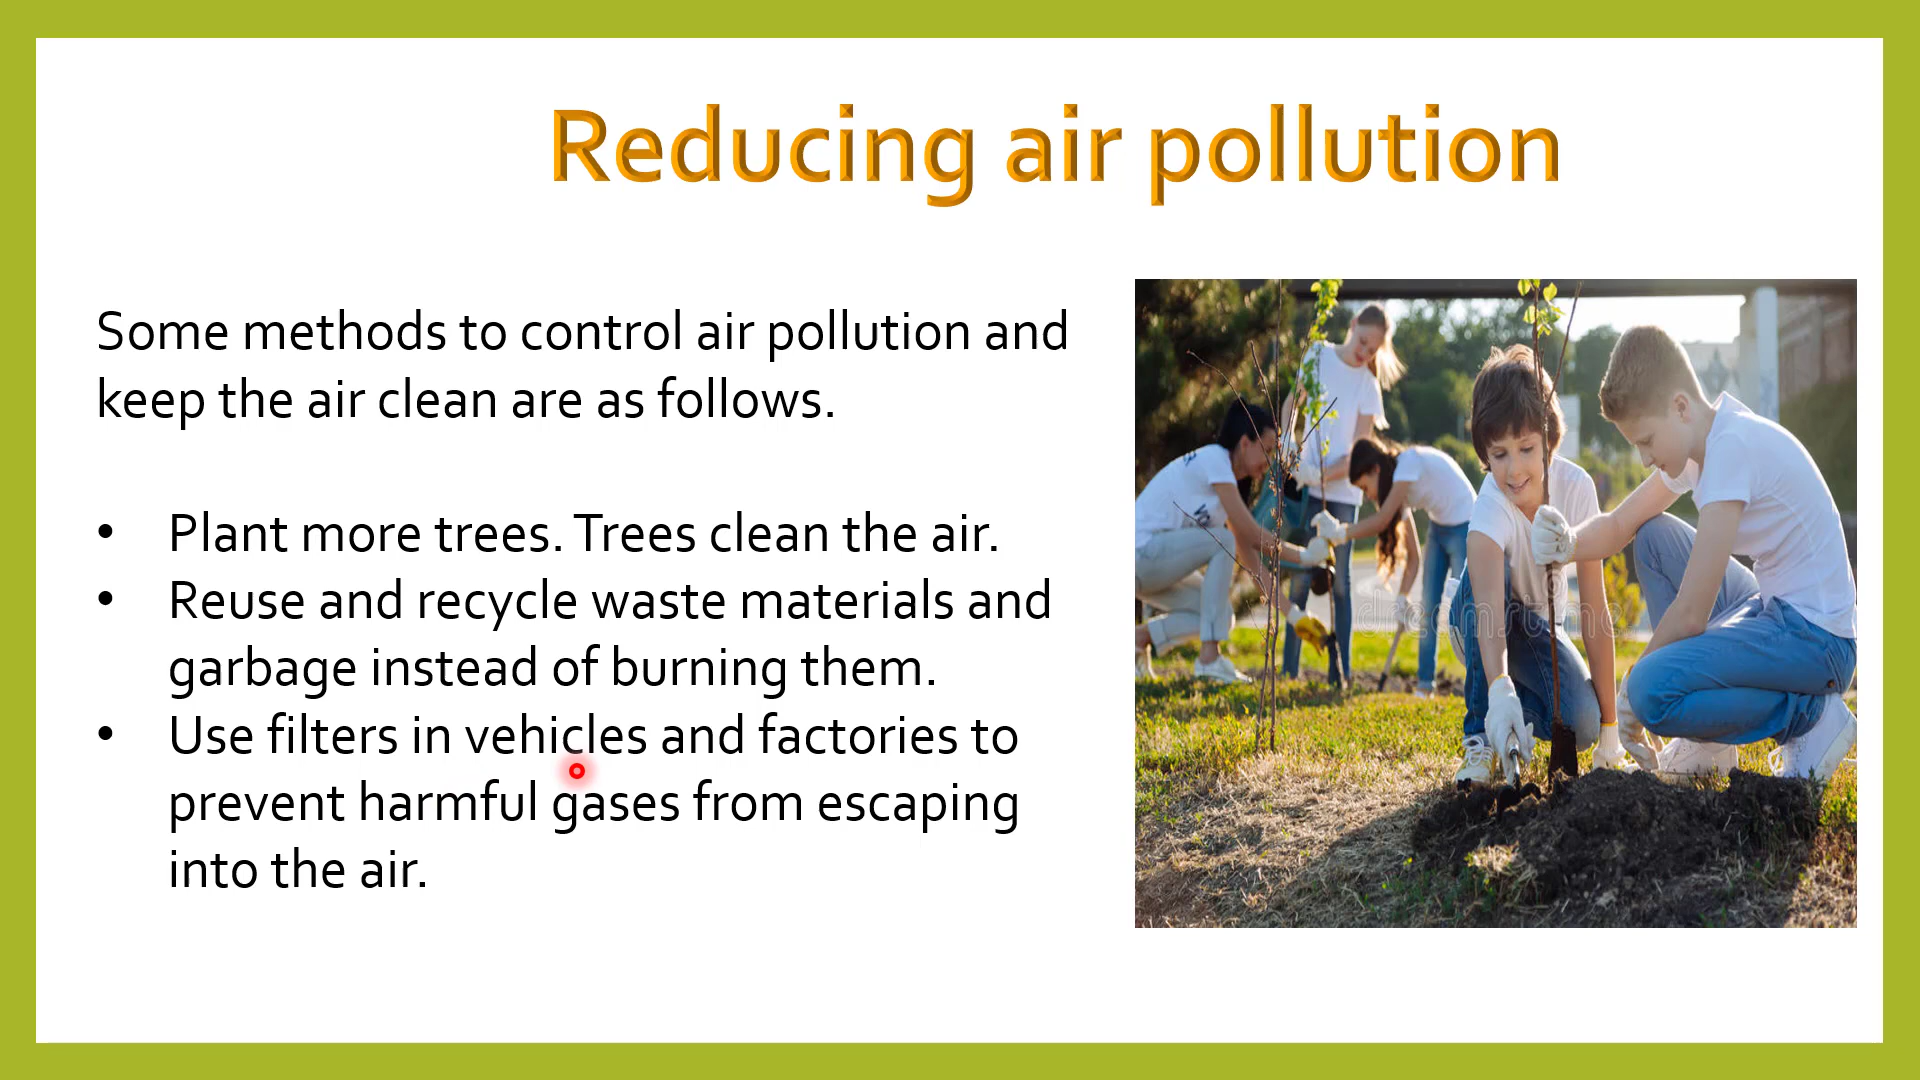 Reducing air pollution
Some methods to control air pollution and
keep the air clean are as follows.
• Plant more trees. Trees clean the air.
• Reuse and recycle waste materials and
garbage instead of burning them.
• Use filters in vehicles and factories to
prevent harmful gases from escaping
into the air.
dreamstime